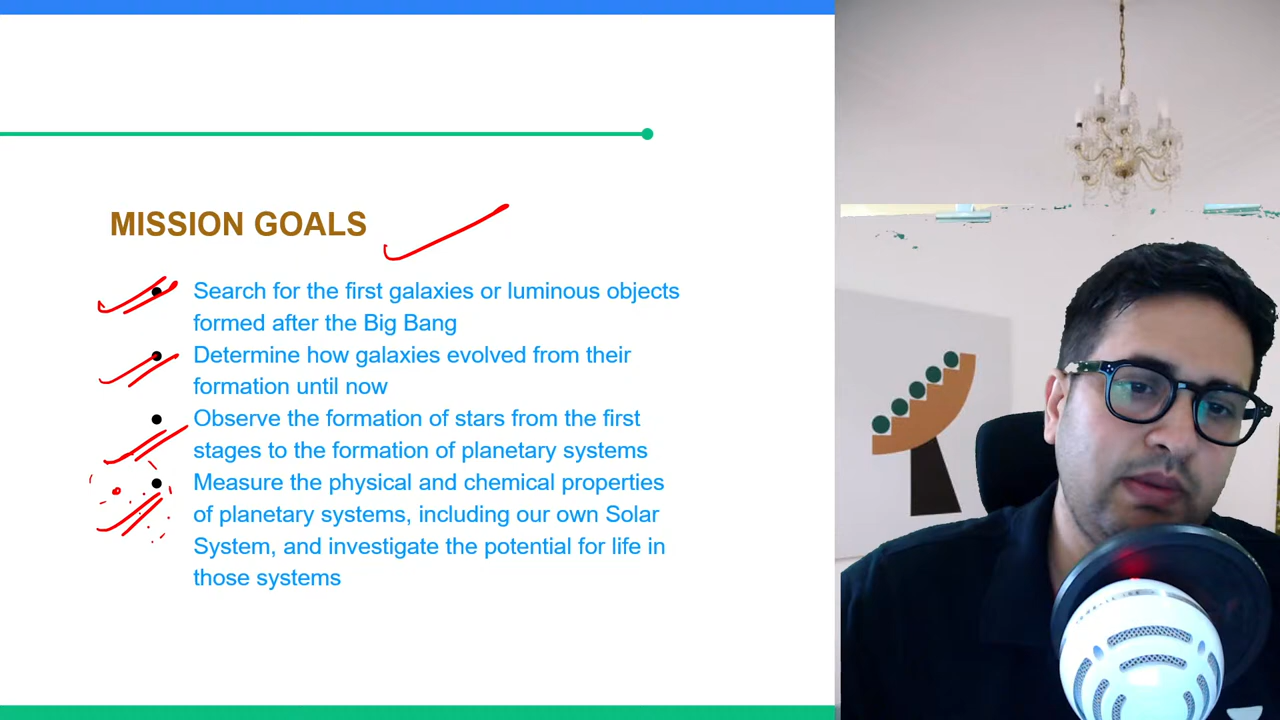 MISSION GOALS
Search for the first galaxies or luminous objects
formed after the Big Bang
Determine how galaxies evolved from their
formation until now
Observe the formation of stars from the first
stages to the formation of planetary systems
Measure the physical and chemical properties
of planetary systems, including our own Solar
System, and investigate the potential for life in
those systems